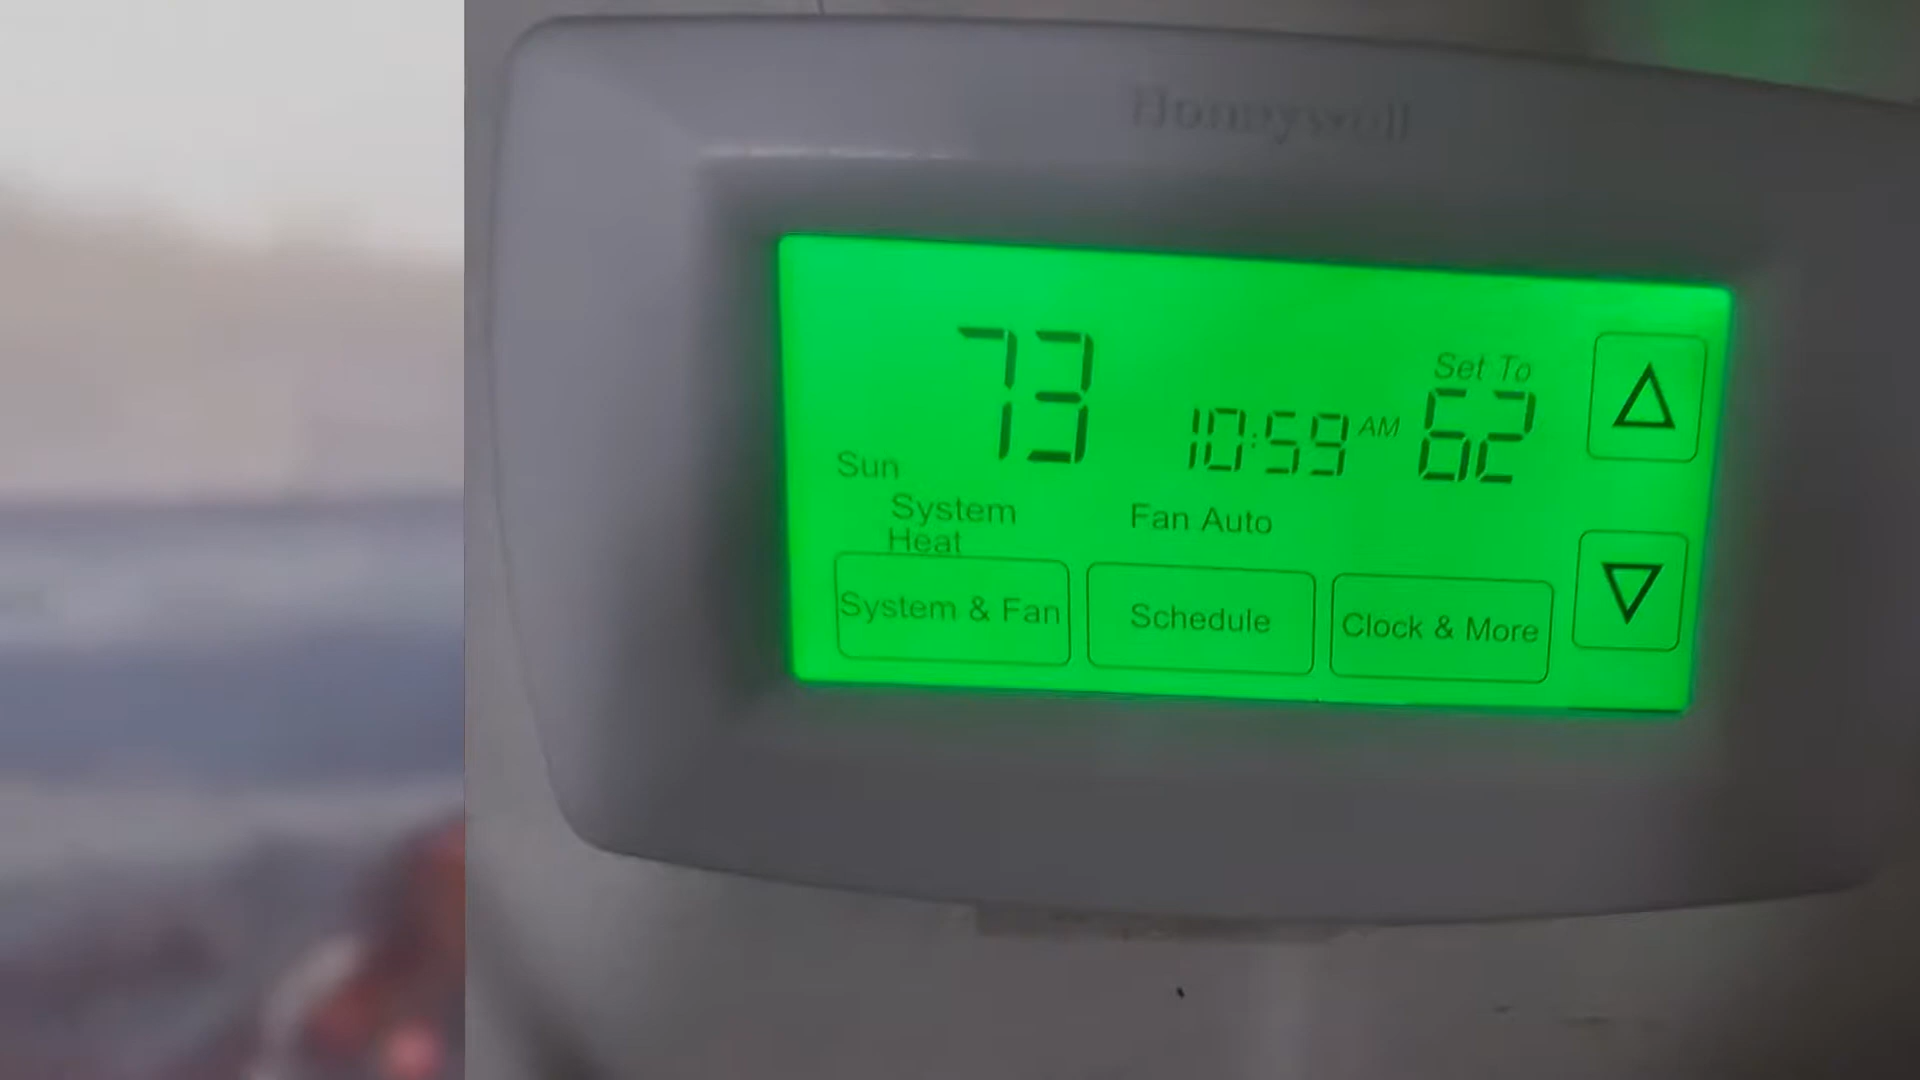 Honeywell
73
Set To
10:59 AM
62
Sun
System
Heat
Fan Auto
System & Fan
Schedule
Clock & More